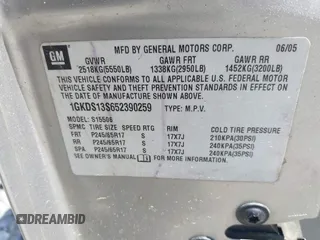 GM
MFD BY GENERAL MOTORS CORP. 06/05
GVWR GAWR FRT GAWR RR
2518KG(5550LB) 1338KG(2950LB) 1452KG(3200LB)
THIS VEHICLE CONFORMS TO ALL APPLICABLE U.S. FEDERAL MOTOR
VEHICLE SAFETY AND THEFT PREVENTION STANDARDS IN EFFECT ON
THE DATE OF MANUFACTURE SHOWN ABOVE.
1GKDS13S652390259 TYPE: M.P.V.
MODEL: S15506
SPMK TIRE SIZE SPEED RTG RIM COLD TIRE PRESSURE
FRT P245/65R17 S 17X7J 210KPA(30PSI)
RR P245/65R17 S 17X7J 240KPA(35PSI)
SPA P245/65R17 S 17X7J 240KPA(35PSI)
SEE OWNER'S MANUAL FOR ADDITIONAL INFORMATION.
DREAMBID